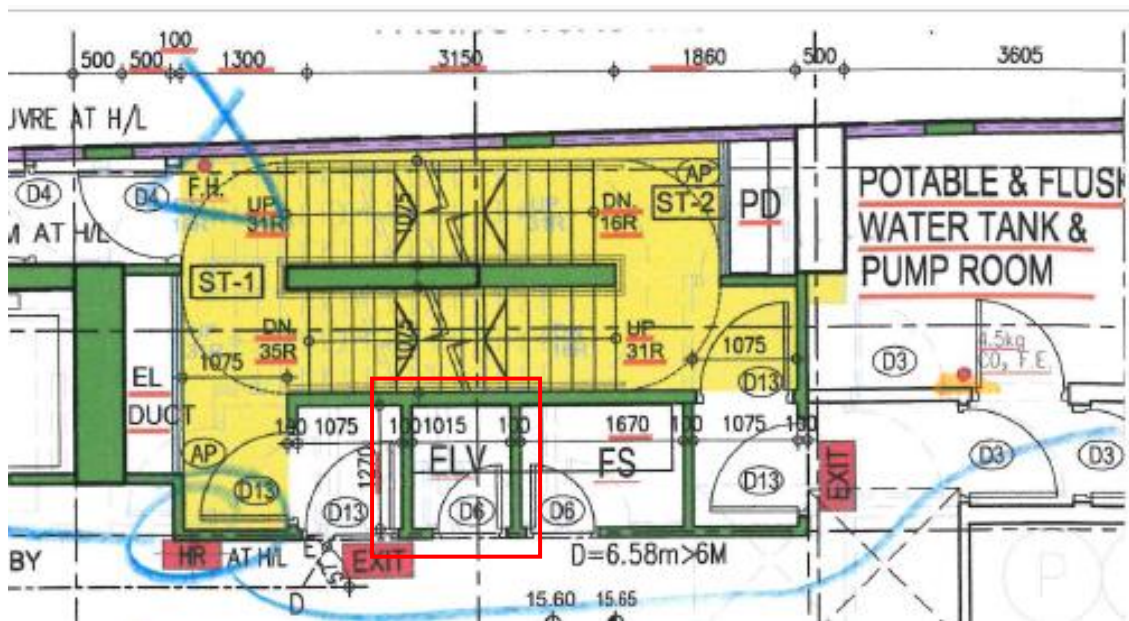 500 500 100 1300 3150 1860 500 3605
UVRE AT H/L
D4
D4
F.H.
AP
UP
31R
DN.
16R
ST-2
PD
POTABLE & FLUSH
WATER TANK &
PUMP ROOM
M AT H/L
ST-1
1075
DN.
35R
1075
UP
31R
1075
EL
DUCT
1075
D13
D3
4.5kg
CO₂ F.E.
1075 100 1015 100 1670 100 1075 100
AP
D13
1270
ELV
FS
D13
D6
D6
D13
EXIT
D3
D3
BY
HR AT H/L
EXIT
D=6.58m>6M
D
15.60 15.65
P